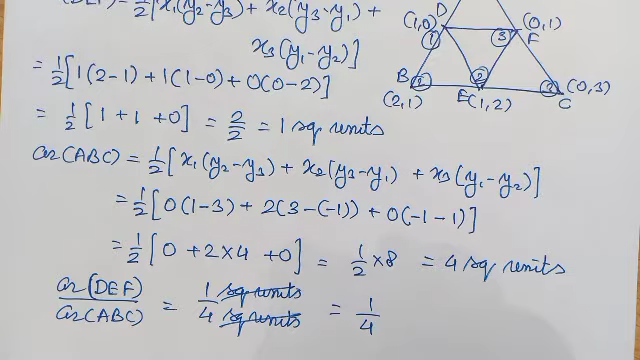 (DEF) = 1/2 [x₁(y₂-y₃) + x₂(y₃-y₁) +
x₃(y₁-y₂)]
= 1/2 [1(2-1) + 1(1-0) + 0(0-2)]
= 1/2 [1 + 1 + 0] = 2/2 = 1 sq units
ar(ABC) = 1/2 [x₁(y₂-y₃) + x₂(y₃-y₁) + x₃(y₁-y₂)]
= 1/2 [0(1-3) + 2(3-(-1)) + 0(-1-1)]
= 1/2 [0 + 2×4 + 0] = 1/2 × 8 = 4 sq units
ar(DEF)/ar(ABC) = 1 sq units/4 sq units = 1/4
D
(1,0) (0,1)
1 3 F
B 2 2 3 (0,3)
(2,1) E(1,2) C